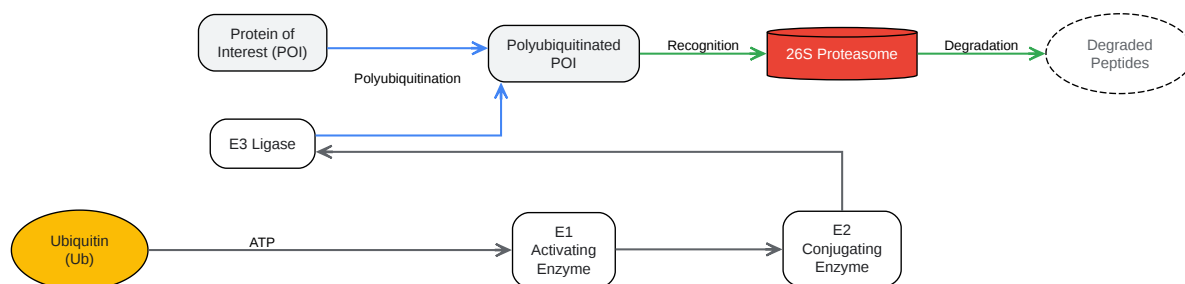 Protein of
Interest (POI)
Polyubiquitination
Polyubiquitinated
POI
Recognition
26S Proteasome
Degradation
Degraded
Peptides
E3 Ligase
Ubiquitin
(Ub)
ATP
E1
Activating
Enzyme
E2
Conjugating
Enzyme